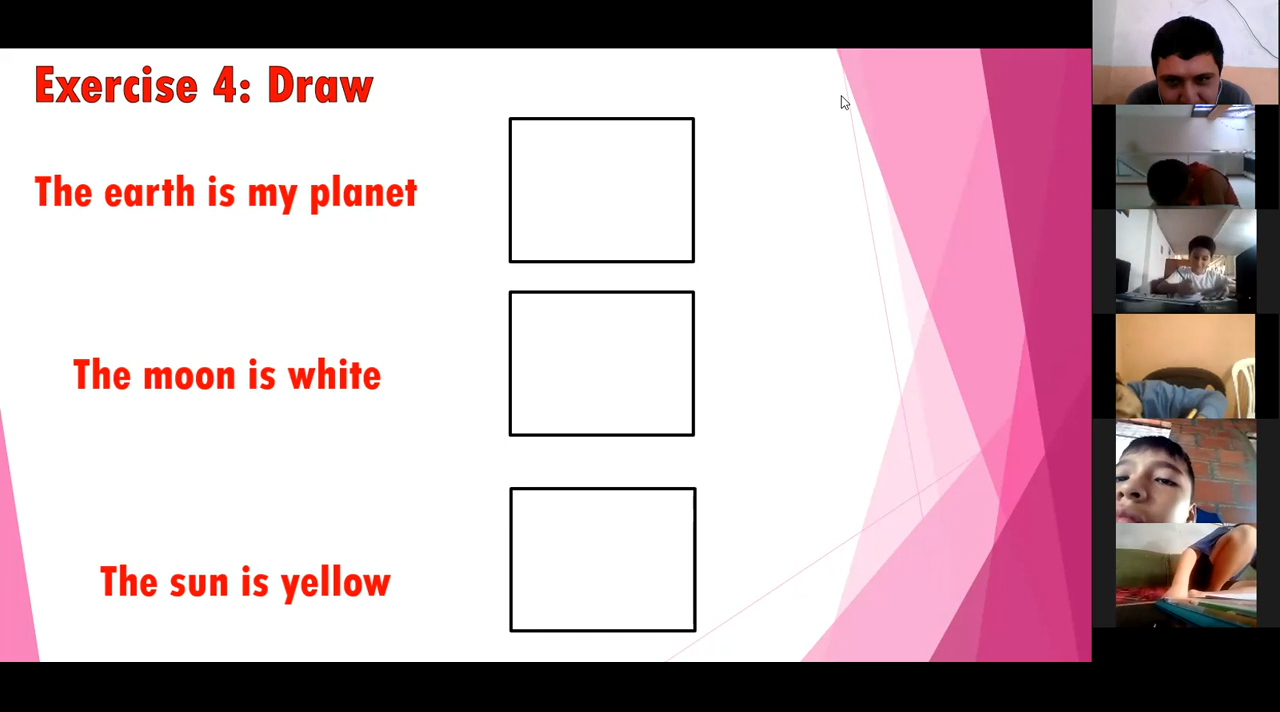 Exercise 4: Draw
The earth is my planet
The moon is white
The sun is yellow